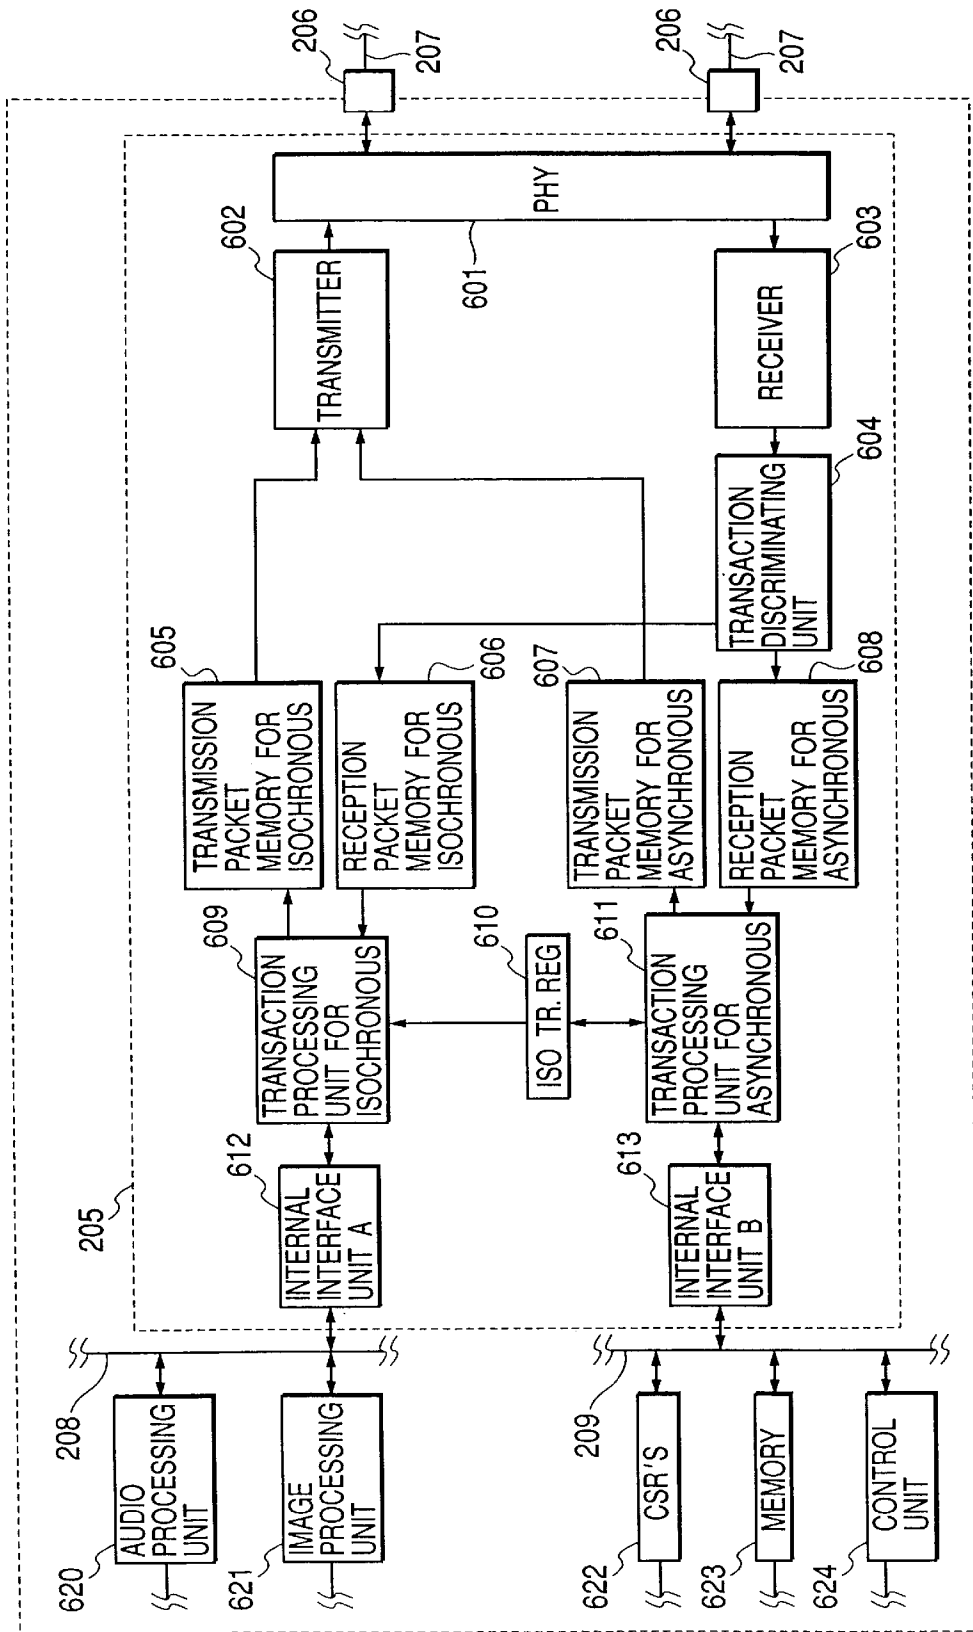 206
207
206
207
PHY
601
602
TRANSMITTER
603
RECEIVER
604
TRANSACTION
DISCRIMINATING
UNIT
605
TRANSMISSION
PACKET
MEMORY FOR
ISOCHRONOUS
606
RECEPTION
PACKET
MEMORY FOR
ISOCHRONOUS
607
TRANSMISSION
PACKET
MEMORY FOR
ASYNCHRONOUS
608
RECEPTION
PACKET
MEMORY FOR
ASYNCHRONOUS
609
TRANSACTION
PROCESSING
UNIT FOR
ISOCHRONOUS
610
ISO TR. REG
611
TRANSACTION
PROCESSING
UNIT FOR
ASYNCHRONOUS
612
INTERNAL
INTERFACE
UNIT A
613
INTERNAL
INTERFACE
UNIT B
205
208
209
620
AUDIO
PROCESSING
UNIT
621
IMAGE
PROCESSING
UNIT
622
CSR'S
623
MEMORY
624
CONTROL
UNIT